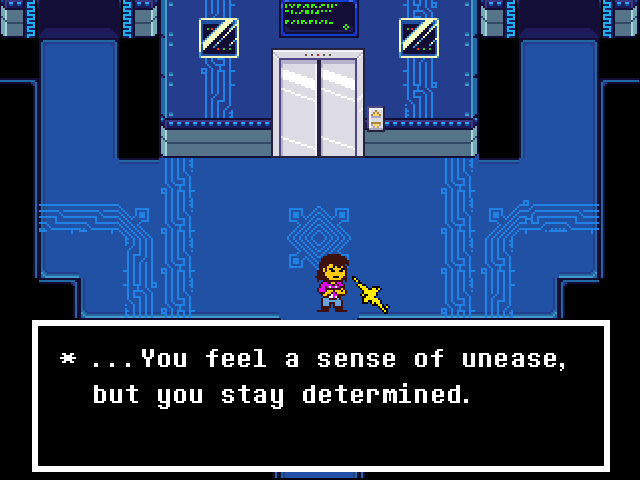 * ...You feel a sense of unease,
but you stay determined.